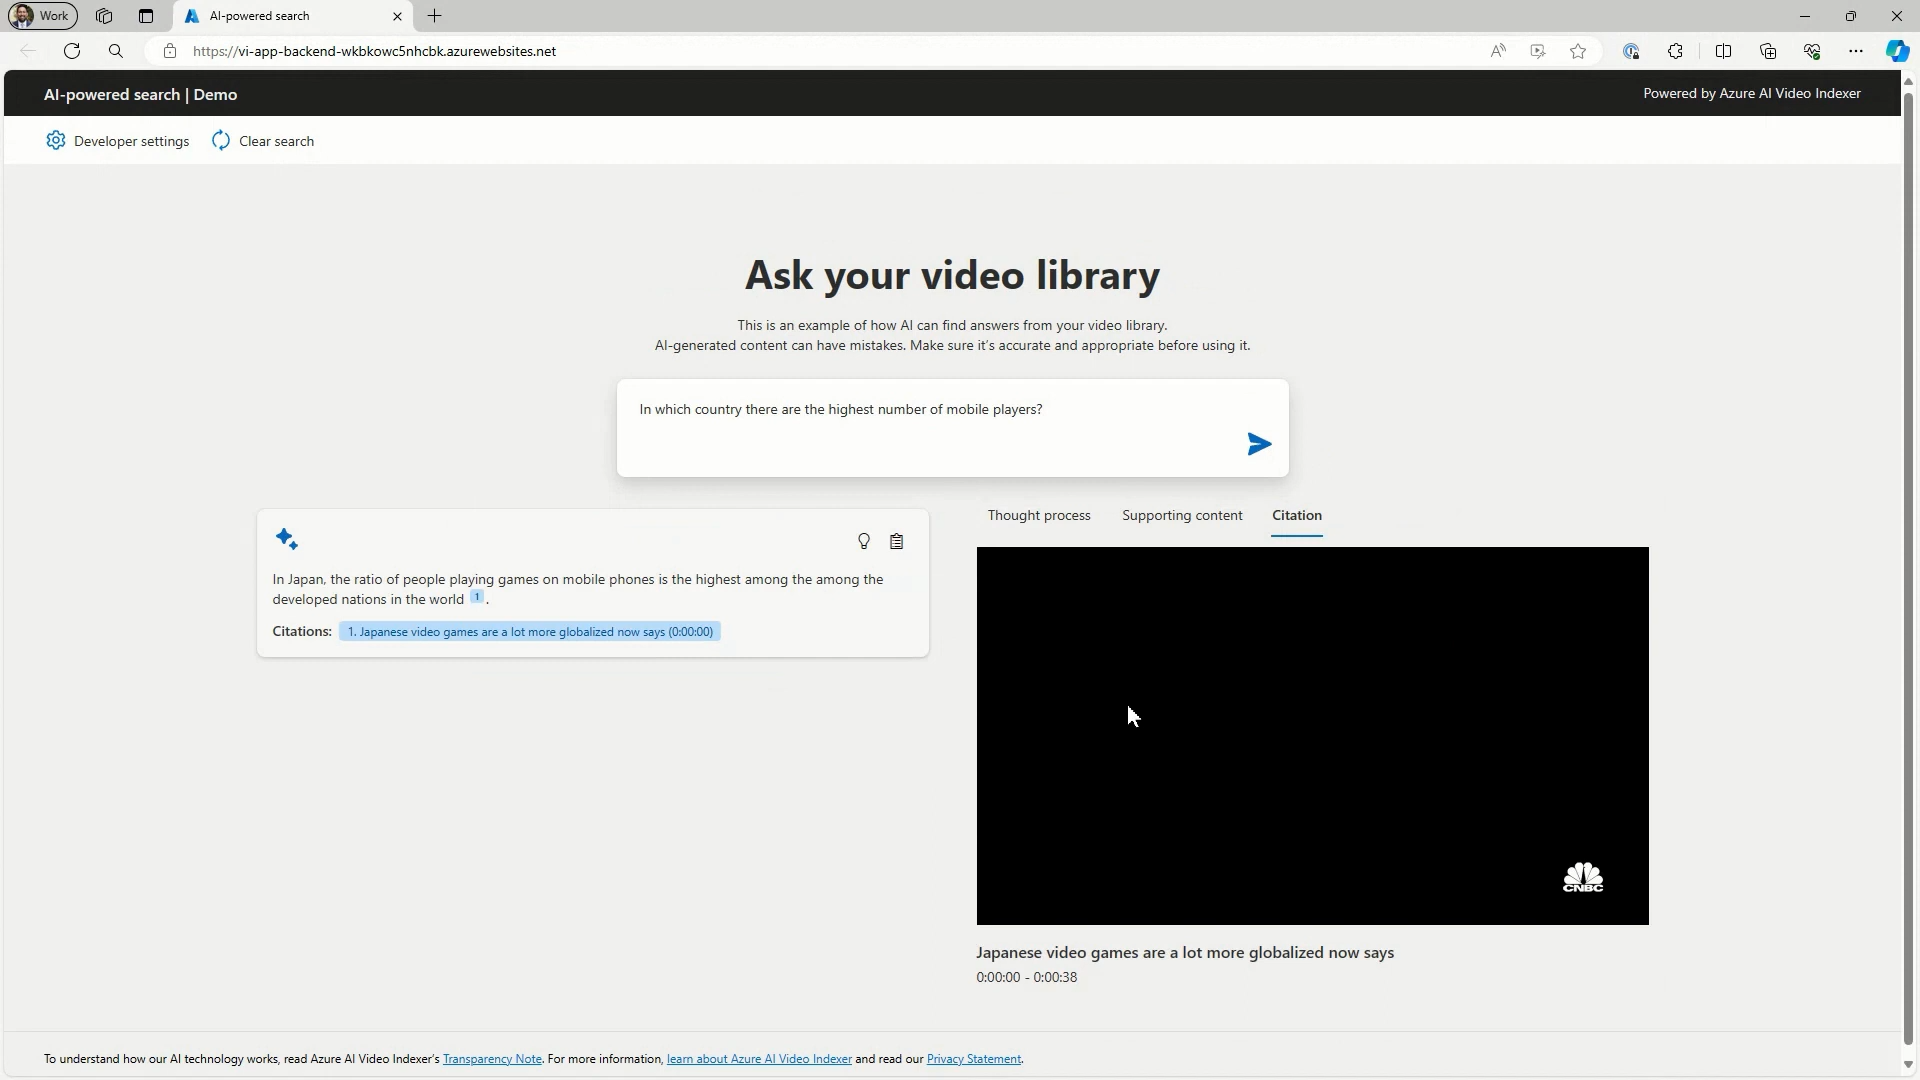 Work
AI-powered search
https://vi-app-backend-wkbkowc5nhcbk.azurewebsites.net
AI-powered search | Demo
Powered by Azure AI Video Indexer
Developer settings
Clear search
Ask your video library
This is an example of how AI can find answers from your video library.
AI-generated content can have mistakes. Make sure it's accurate and appropriate before using it.
In which country there are the highest number of mobile players?
In Japan, the ratio of people playing games on mobile phones is the highest among the among the
developed nations in the world 1 .
Citations: 1. Japanese video games are a lot more globalized now says (0:00:00)
Thought process
Supporting content
Citation
CNBC
Japanese video games are a lot more globalized now says
0:00:00 - 0:00:38
To understand how our AI technology works, read Azure AI Video Indexer's Transparency Note. For more information, learn about Azure AI Video Indexer and read our Privacy Statement.